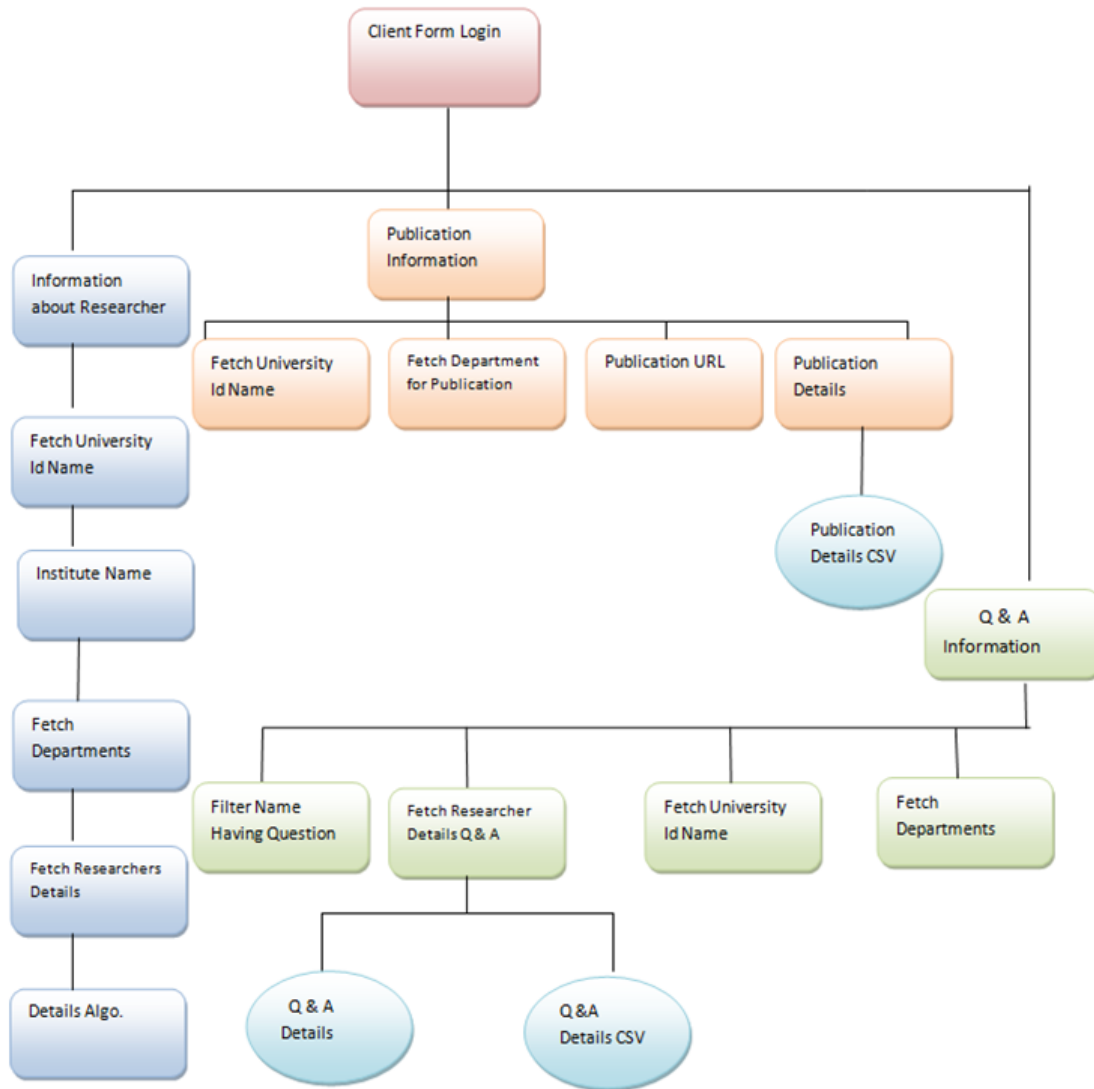 Client Form Login
Publication
Information
Information
about Researcher
Fetch University
Id Name
Fetch Department
for Publication
Publication URL
Publication
Details
Fetch University
Id Name
Publication
Details CSV
Institute Name
Q & A
Information
Fetch
Departments
Filter Name
Having Question
Fetch Researcher
Details Q & A
Fetch University
Id Name
Fetch
Departments
Fetch Researchers
Details
Details Algo.
Q & A
Details
Q &A
Details CSV